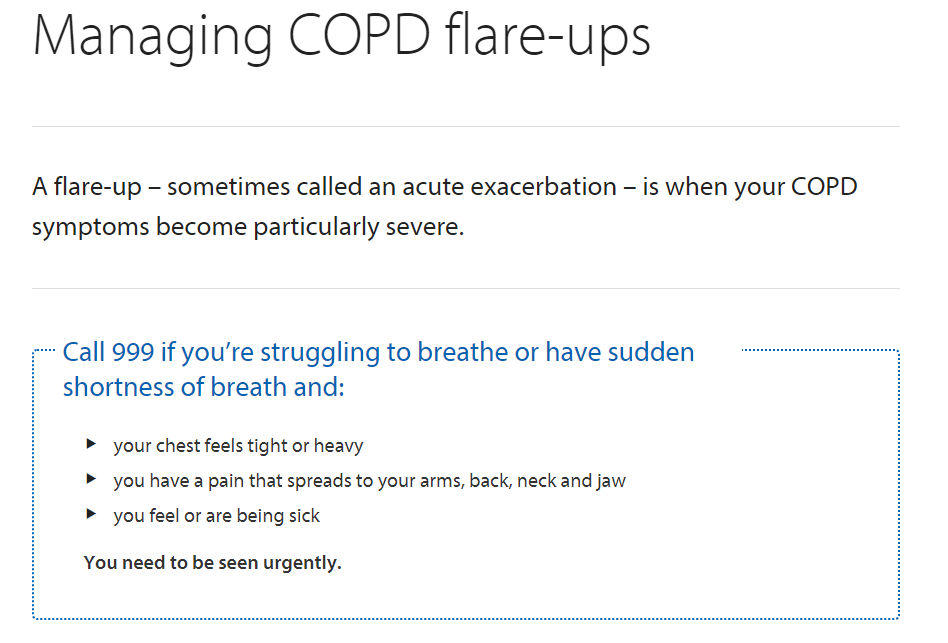 Managing COPD flare-ups
A flare-up – sometimes called an acute exacerbation – is when your COPD
symptoms become particularly severe.
Call 999 if you’re struggling to breathe or have sudden
shortness of breath and:
your chest feels tight or heavy
you have a pain that spreads to your arms, back, neck and jaw
you feel or are being sick
You need to be seen urgently.